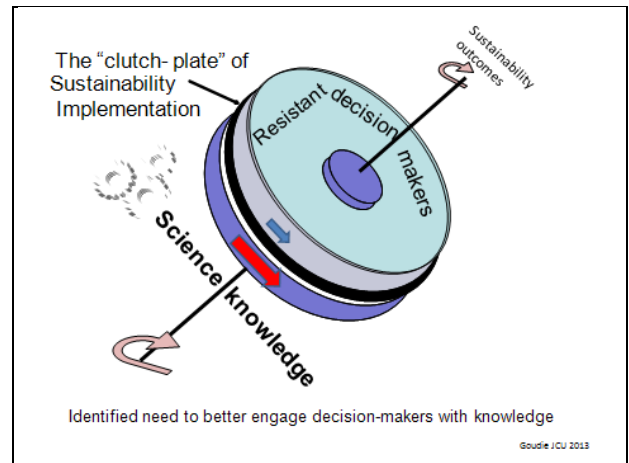 The “clutch- plate” of
Sustainability
Implementation
Sustainability
outcomes
Resistant decision makers
Science knowledge
Identified need to better engage decision-makers with knowledge
Goudie JCU 2013